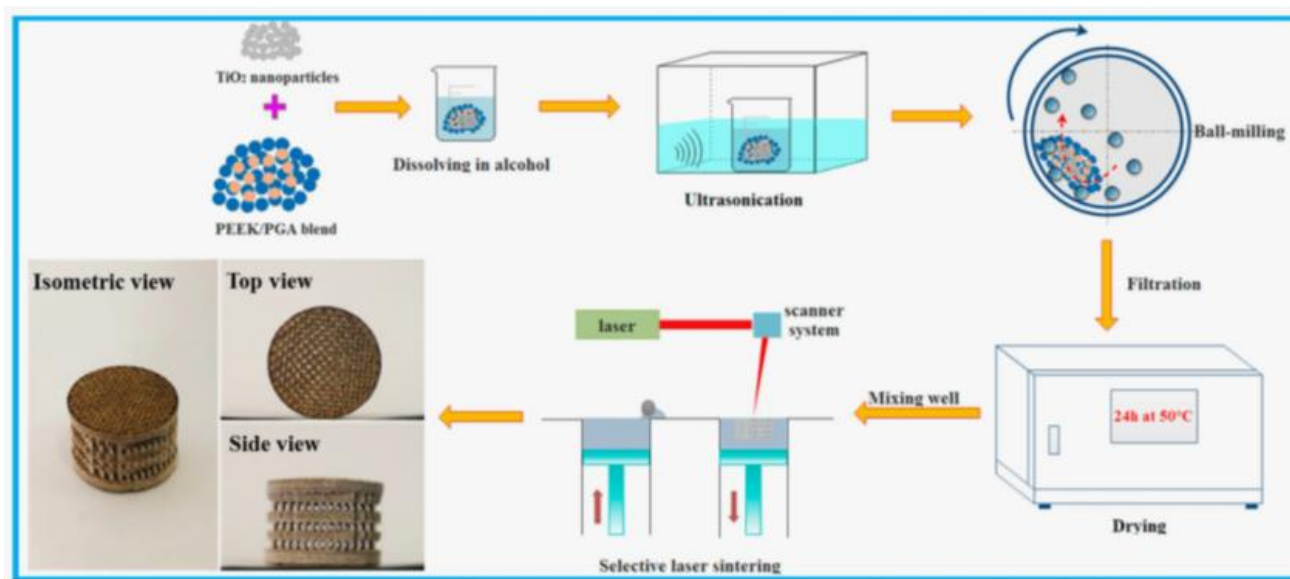 TiO₂ nanoparticles
+
PEEK/PGA blend
Dissolving in alcohol
Ultrasonication
Ball-milling
Filtration
24h at 50°C
Drying
Mixing well
laser
scanner
system
Selective laser sintering
Isometric view
Top view
Side view